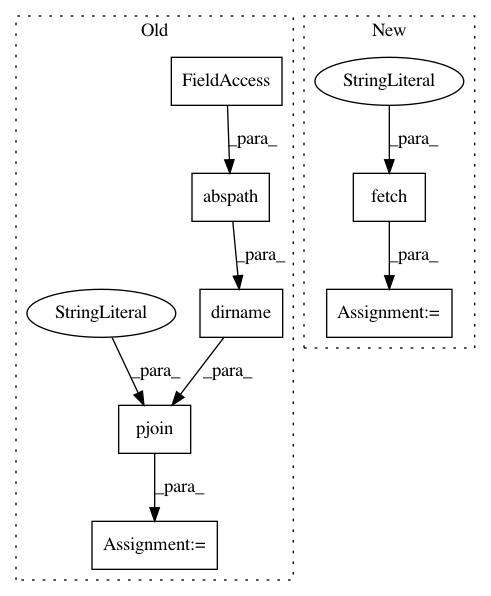 Old
New
FieldAccess
StringLiteral
_para_
_para_
abspath
fetch
_para_
_para_
StringLiteral
dirname
Assignment:=
_para_
_para_
pjoin
_para_
Assignment:=